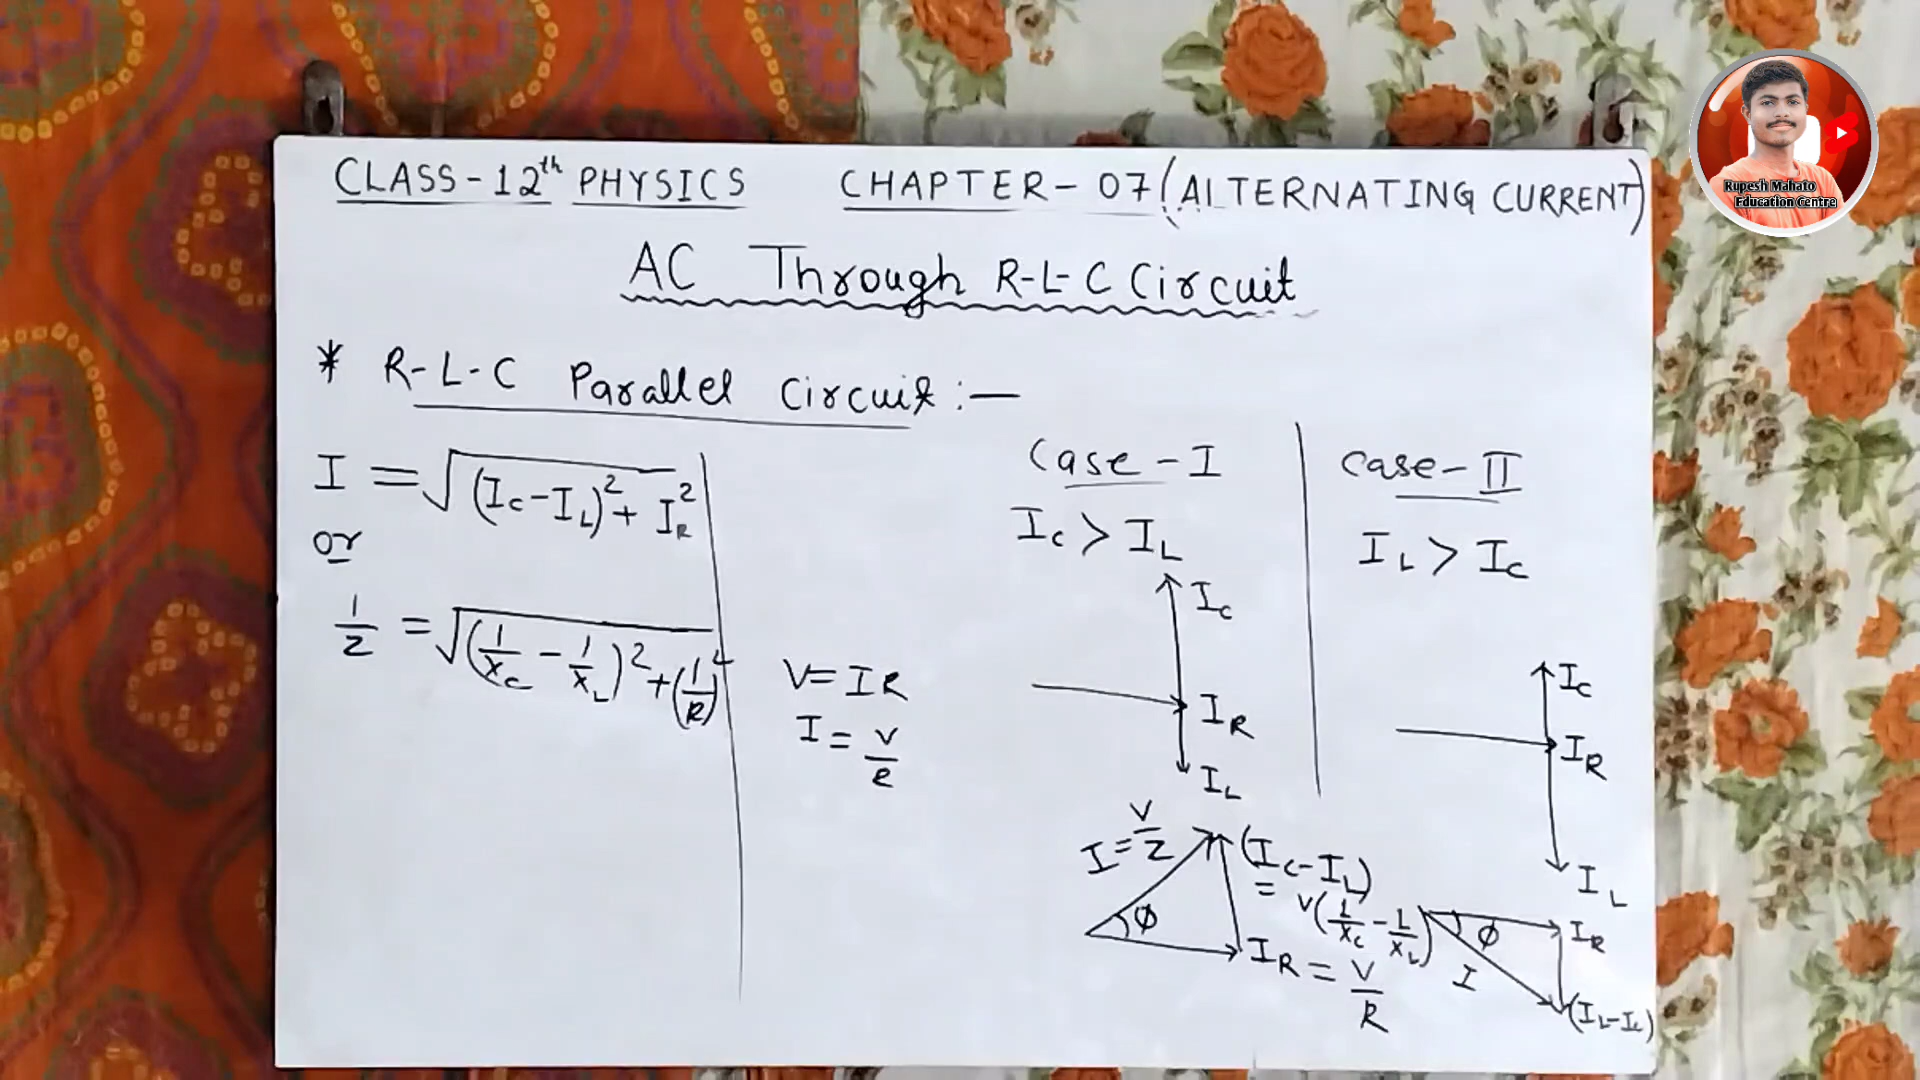 CLASS-12th PHYSICS CHAPTER-07 (ALTERNATING CURRENT)
AC Through R-L-C Circuit
* R-L-C Parallel Circuit:-
I = √(Ic-IL)²+IR²
or
1/Z = √(1/Xc - 1/XL)²+(1/R)²
V=IR
I=V/R
Case-I
Ic > IL
Ic
IR
IL
I=V/Z
(Ic-IL)
= V(1/Xc - 1/XL)
Φ
IR = V/R
Case-II
IL > Ic
Ic
IR
IL
IR
Φ
I
(IL-Ic)
Rupesh Mahato
Education Centre